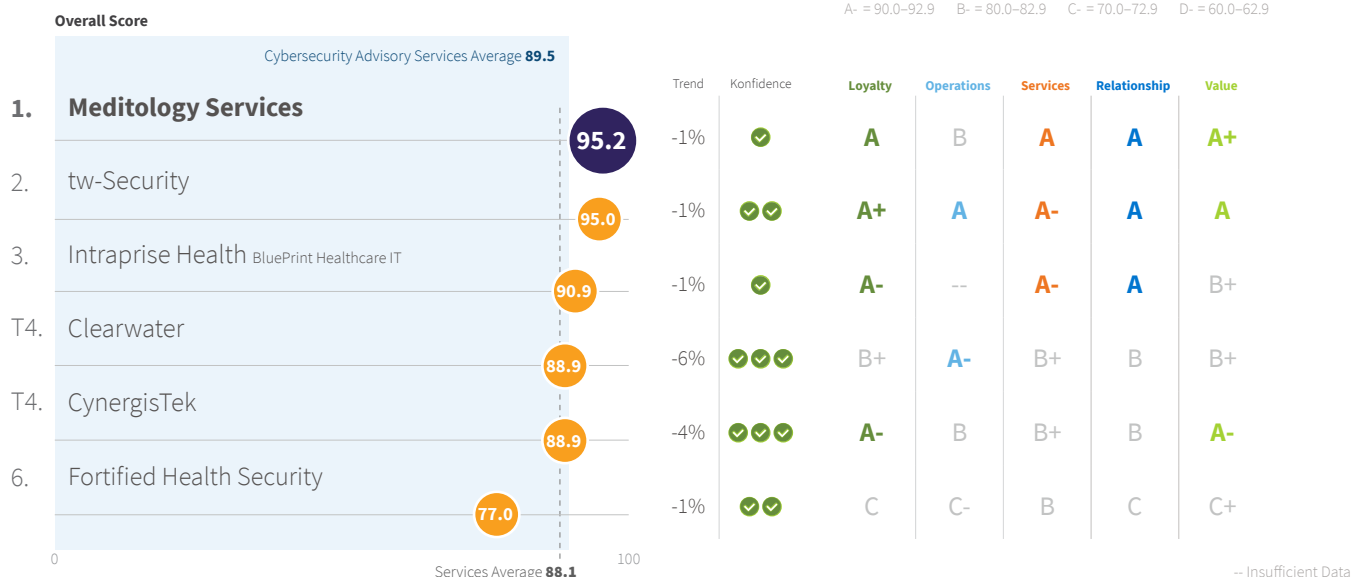 A- = 90.0–92.9 B- = 80.0–82.9 C- = 70.0–72.9 D- = 60.0–62.9
Overall Score
Cybersecurity Advisory Services Average 89.5
Trend Konfidence Loyalty Operations Services Relationship Value
1. Meditology Services
95.2 -1% A B A A A+
2. tw-Security
95.0 -1% A+ A A- A A
3. Intraprise Health BluePrint Healthcare IT
90.9 -1% A- -- A- A B+
T4. Clearwater
88.9 -6% B+ A- B+ B B+
T4. CynergisTek
88.9 -4% A- B B+ B A-
6. Fortified Health Security
77.0 -1% C C- B C C+
0 100
Services Average 88.1
-- Insufficient Data